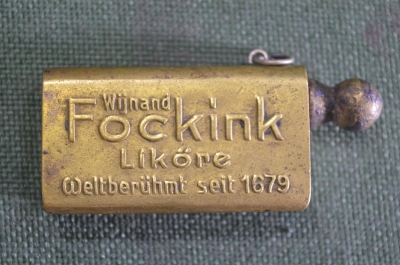 Wijnand
Fockink
Liköre
Weltberühmt seit 1679